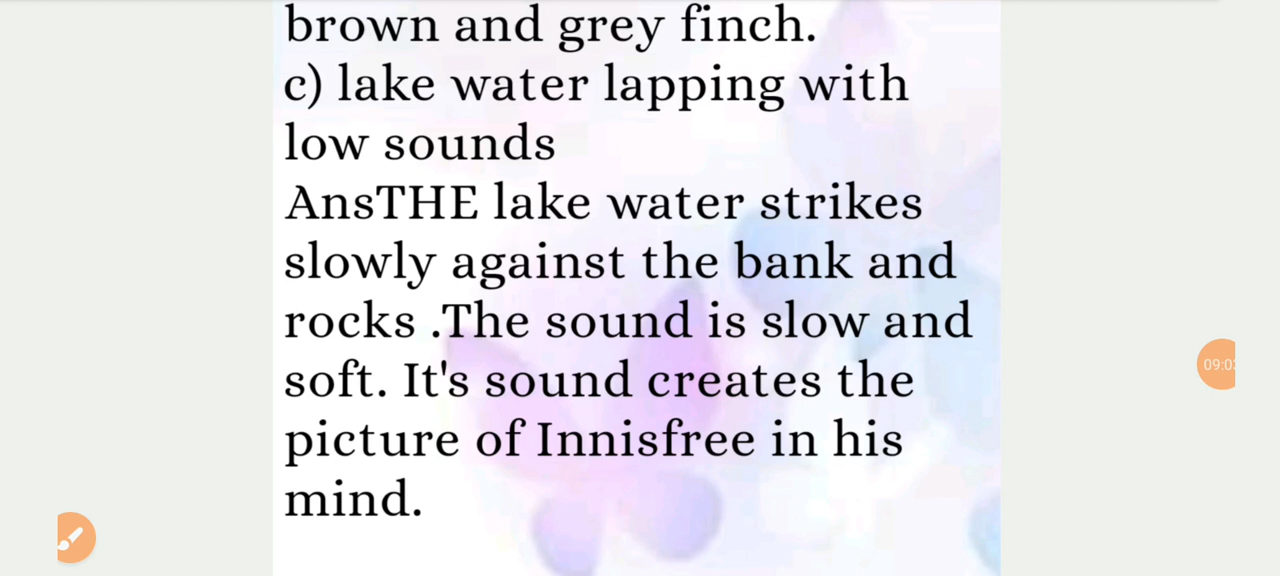 brown and grey finch.
c) lake water lapping with
low sounds
AnsTHE lake water strikes
slowly against the bank and
rocks .The sound is slow and
soft. It's sound creates the
picture of Innisfree in his
mind.